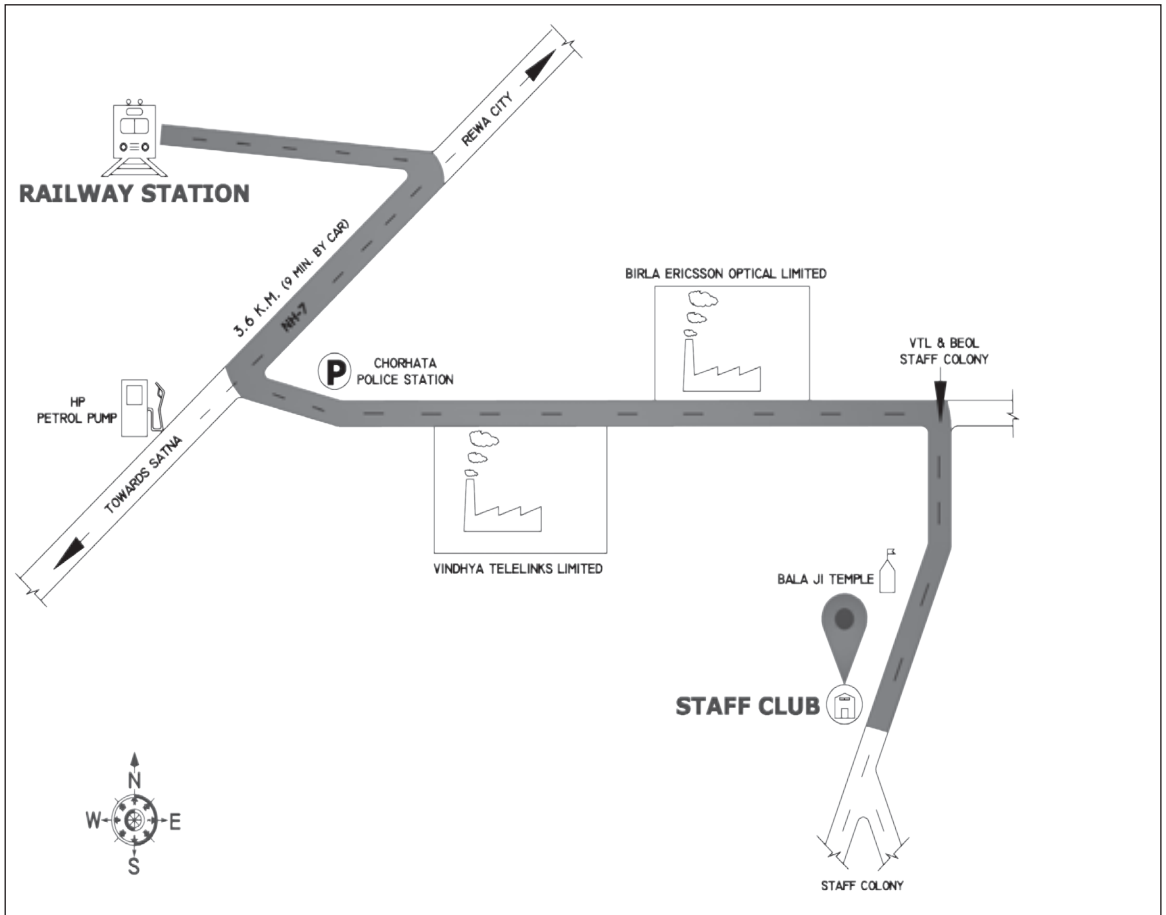 REWA CITY
RAILWAY STATION
3.6 K.M. (9 MIN. BY CAR)
NH-7
BIRLA ERICSSON OPTICAL LIMITED
VTL & BEOL
STAFF COLONY
P
CHORHATA
POLICE STATION
HP
PETROL PUMP
TOWARDS SATNA
VINDHYA TELELINKS LIMITED
BALA JI TEMPLE
STAFF CLUB
N
W
E
S
STAFF COLONY